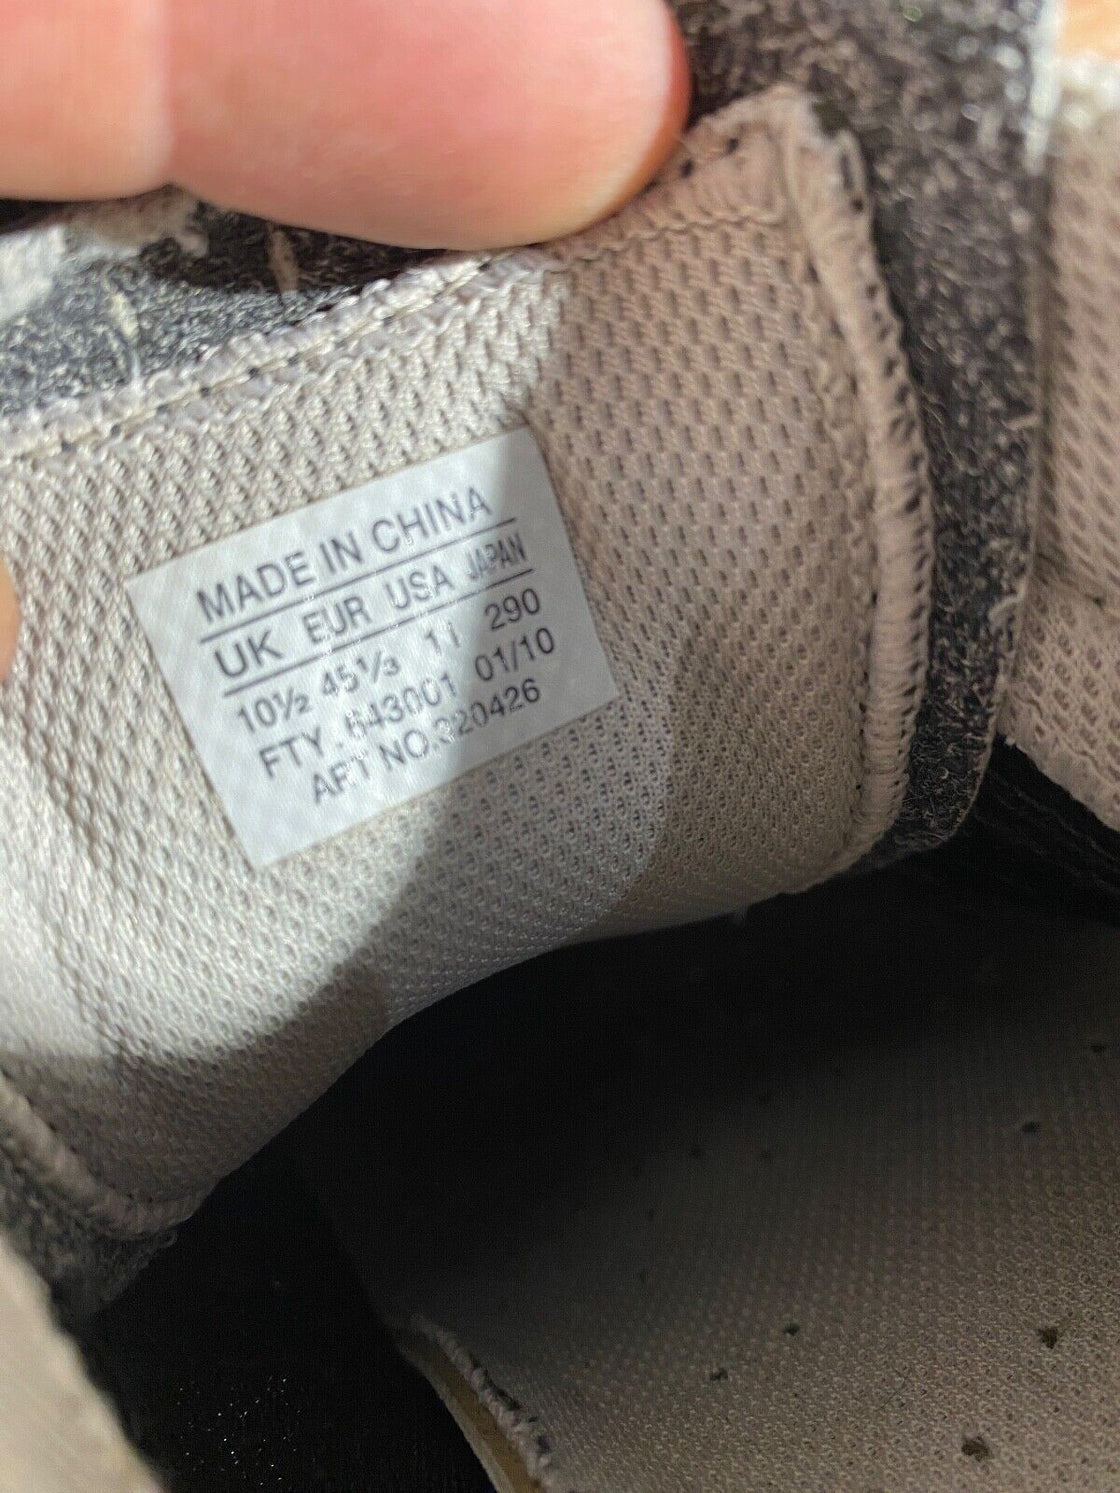 MADE IN CHINA
UK EUR USA JAPAN
10½ 45⅓ 11 290
FTY. 643001 01/10
ART NO.320426